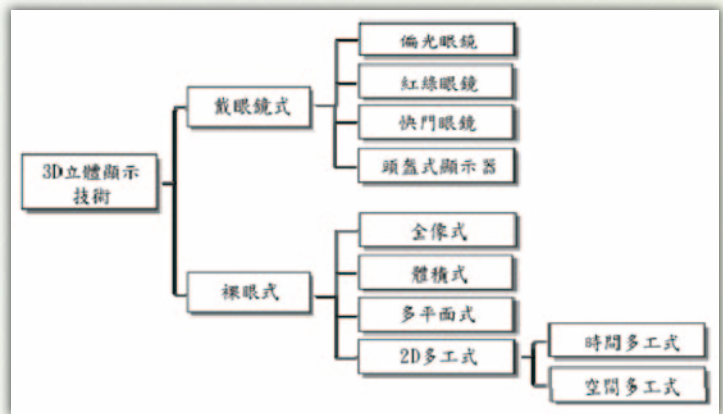 3D立體顯示
技術
戴眼鏡式
偏光眼鏡
紅綠眼鏡
快門眼鏡
頭盔式顯示器
裸眼式
全像式
體積式
多平面式
2D多工式
時間多工式
空間多工式